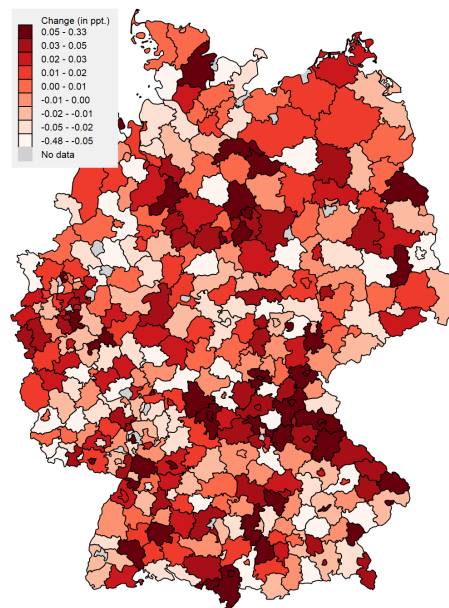 Change (in ppt.)
0.05 - 0.33
0.03 - 0.05
0.02 - 0.03
0.01 - 0.02
0.00 - 0.01
-0.01 - 0.00
-0.02 - -0.01
-0.05 - -0.02
-0.48 - -0.05
No data